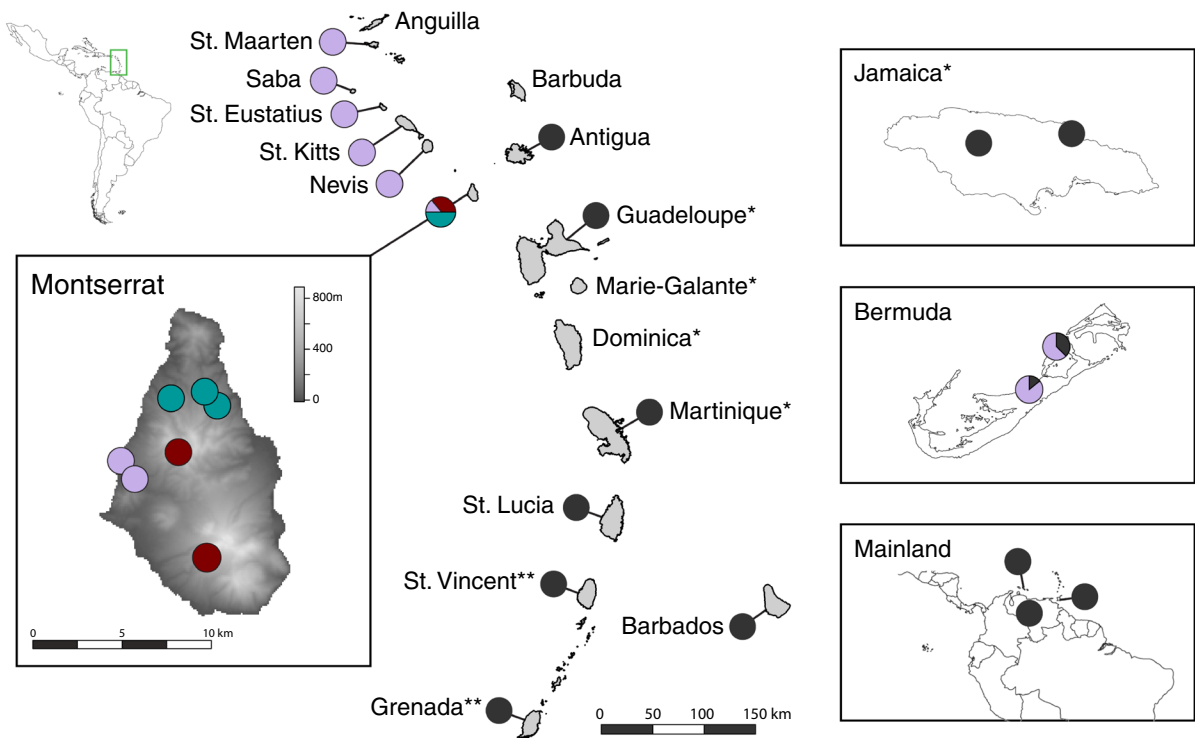 Anguilla
St. Maarten
Saba
St. Eustatius
St. Kitts
Nevis
Barbuda
Antigua
Guadeloupe*
Marie-Galante*
Dominica*
Martinique*
St. Lucia
St. Vincent**
Barbados
Grenada**
0 50 100 150 km
Montserrat
800m
400
0
0 5 10 km
Jamaica*
Bermuda
Mainland